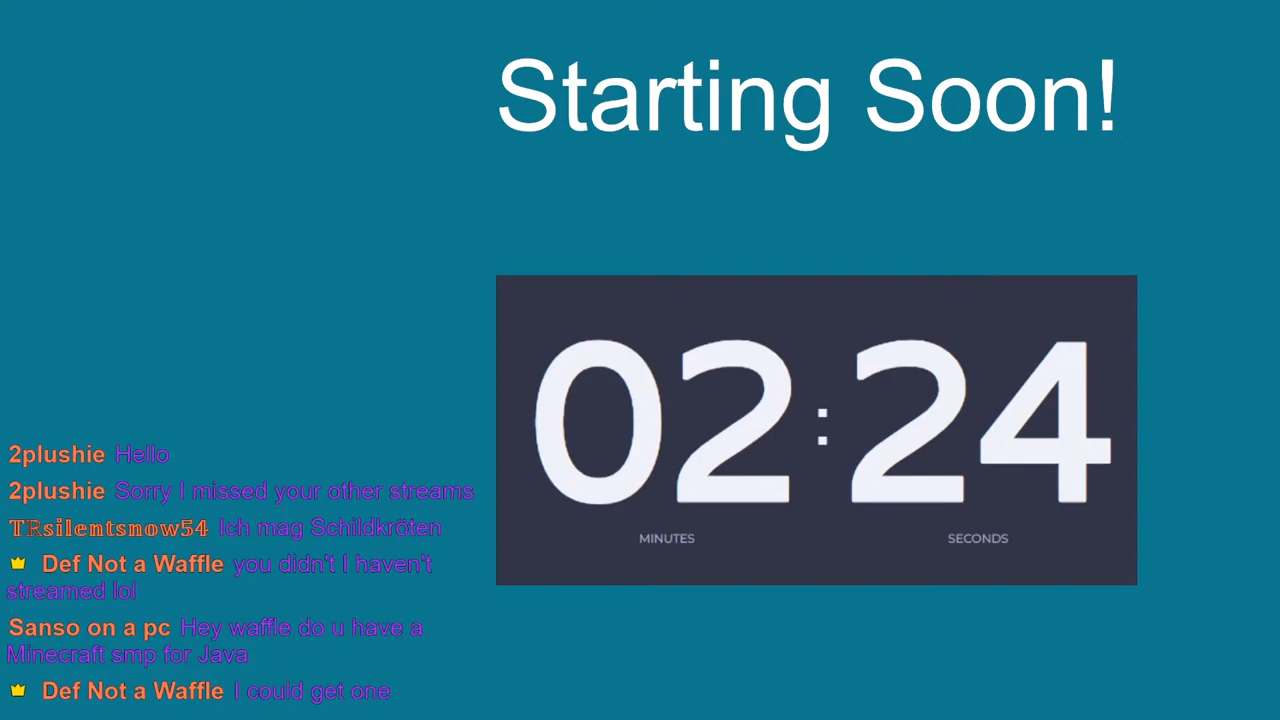 Starting Soon!
02:24
MINUTES SECONDS
2plushie Hello
2plushie Sorry I missed your other streams
𝕋ℝ𝕤𝕚𝕝𝕖𝕟𝕥𝕤𝕟𝕠𝕨𝟝𝟜 Ich mag Schildkröten
Def Not a Waffle you didn't I haven't
streamed lol
Sanso on a pc Hey waffle do u have a
Minecraft smp for Java
Def Not a Waffle I could get one